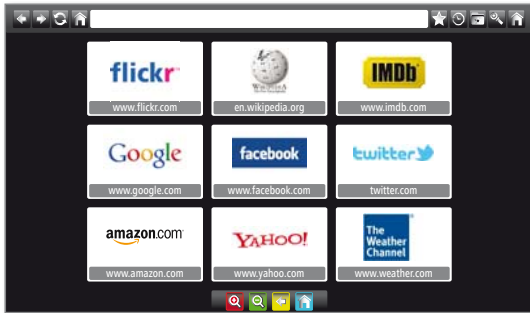 flickr
WIKIPEDIA
IMDb
www.flickr.com
en.wikipedia.org
www.imdb.com
Google
facebook
twitter
www.google.com
www.facebook.com
twitter.com
amazon.com
YAHOO!
The
Weather
Channel
www.amazon.com
www.yahoo.com
www.weather.com